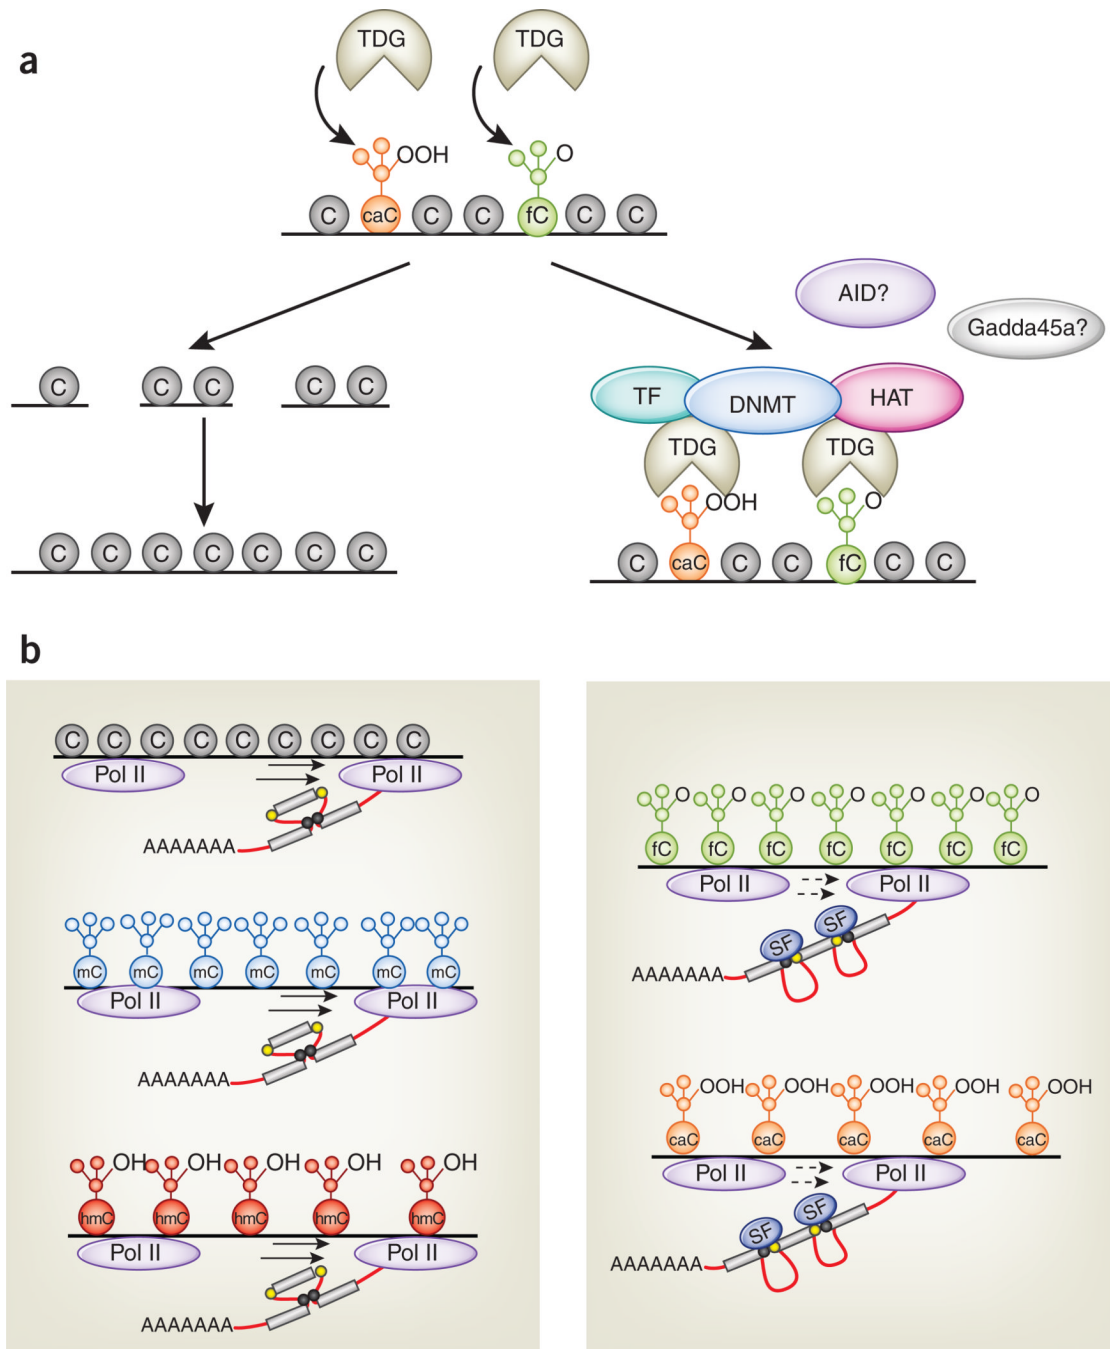 a
TDG TDG
OOH O
C caC C C fC C C
AID?
Gadda45a?
C C C C C
TF DNMT HAT
TDG TDG
OOH O
C C C C C C C
C caC C C fC C C
b
C C C C C C C C C
Pol II Pol II
AAAAAAA
mC mC mC mC mC mC mC
Pol II Pol II
AAAAAAA
OH OH OH OH OH
hmC hmC hmC hmC hmC
Pol II Pol II
AAAAAAA
O O O O O O O
fC fC fC fC fC fC fC
Pol II Pol II
SF SF
AAAAAAA
OOH OOH OOH OOH OOH
caC caC caC caC caC
Pol II Pol II
SF SF
AAAAAAA